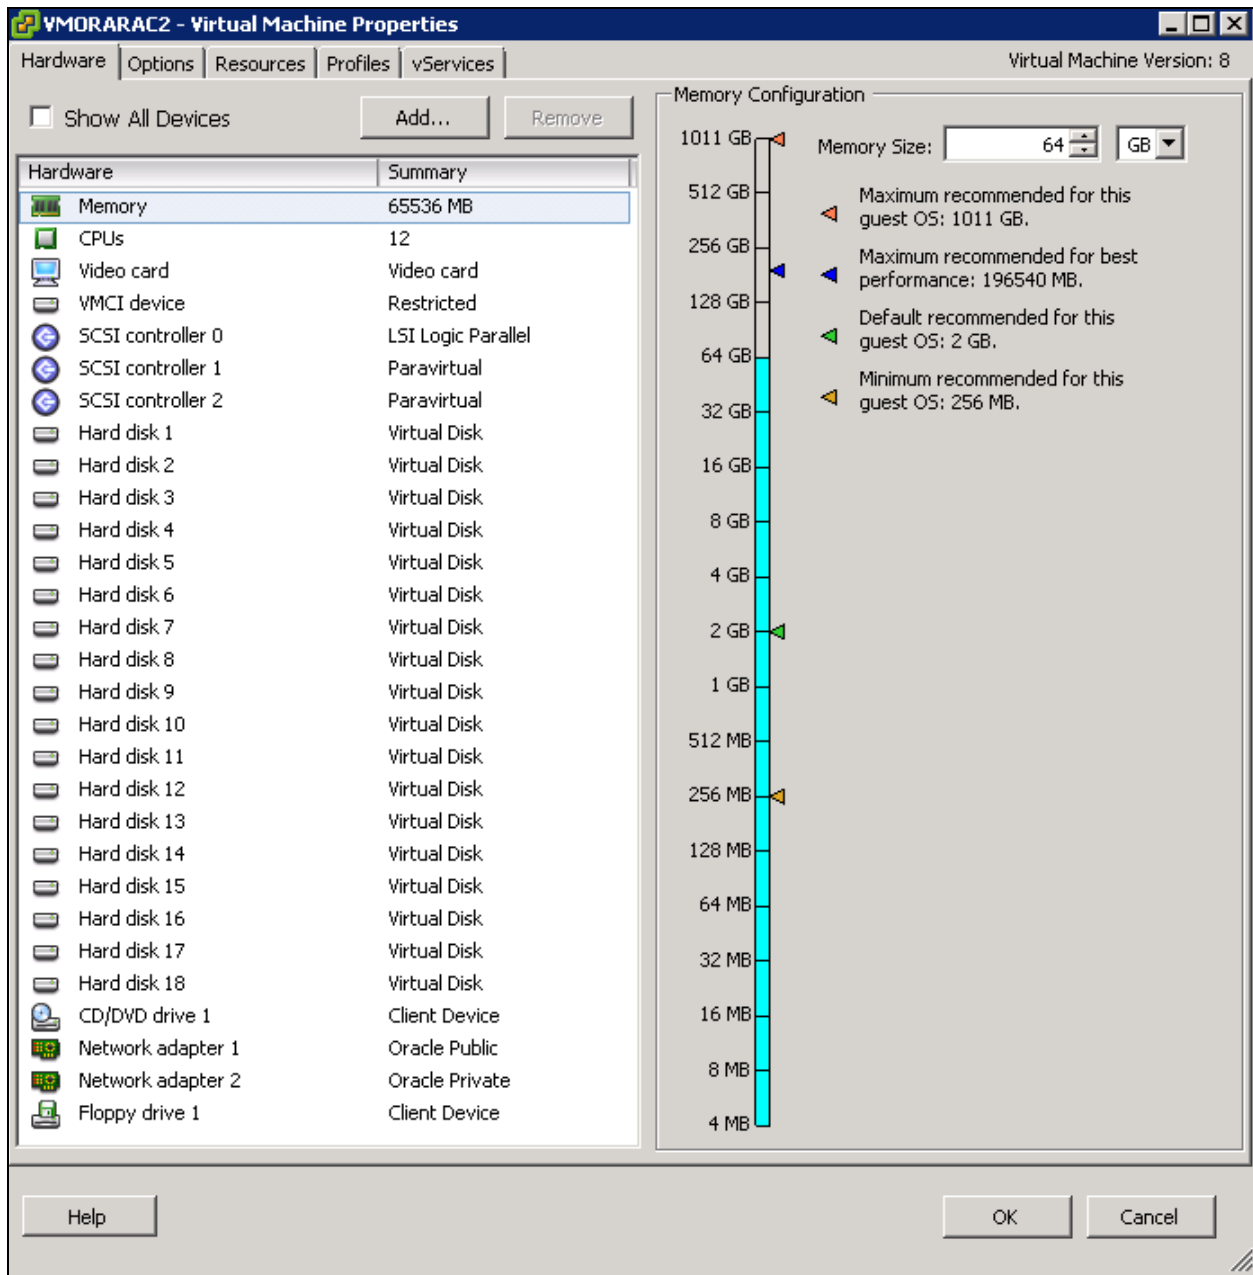 VMORARAC2 - Virtual Machine Properties
Hardware Options Resources Profiles vServices Virtual Machine Version: 8
Show All Devices Add... Remove
Hardware Summary
Memory 65536 MB
CPUs 12
Video card Video card
VMCI device Restricted
SCSI controller 0 LSI Logic Parallel
SCSI controller 1 Paravirtual
SCSI controller 2 Paravirtual
Hard disk 1 Virtual Disk
Hard disk 2 Virtual Disk
Hard disk 3 Virtual Disk
Hard disk 4 Virtual Disk
Hard disk 5 Virtual Disk
Hard disk 6 Virtual Disk
Hard disk 7 Virtual Disk
Hard disk 8 Virtual Disk
Hard disk 9 Virtual Disk
Hard disk 10 Virtual Disk
Hard disk 11 Virtual Disk
Hard disk 12 Virtual Disk
Hard disk 13 Virtual Disk
Hard disk 14 Virtual Disk
Hard disk 15 Virtual Disk
Hard disk 16 Virtual Disk
Hard disk 17 Virtual Disk
Hard disk 18 Virtual Disk
CD/DVD drive 1 Client Device
Network adapter 1 Oracle Public
Network adapter 2 Oracle Private
Floppy drive 1 Client Device
Memory Configuration
1011 GB
512 GB
256 GB
128 GB
64 GB
32 GB
16 GB
8 GB
4 GB
2 GB
1 GB
512 MB
256 MB
128 MB
64 MB
32 MB
16 MB
8 MB
4 MB
Memory Size: 64 GB
Maximum recommended for this
guest OS: 1011 GB.
Maximum recommended for best
performance: 196540 MB.
Default recommended for this
guest OS: 2 GB.
Minimum recommended for this
guest OS: 256 MB.
Help OK Cancel